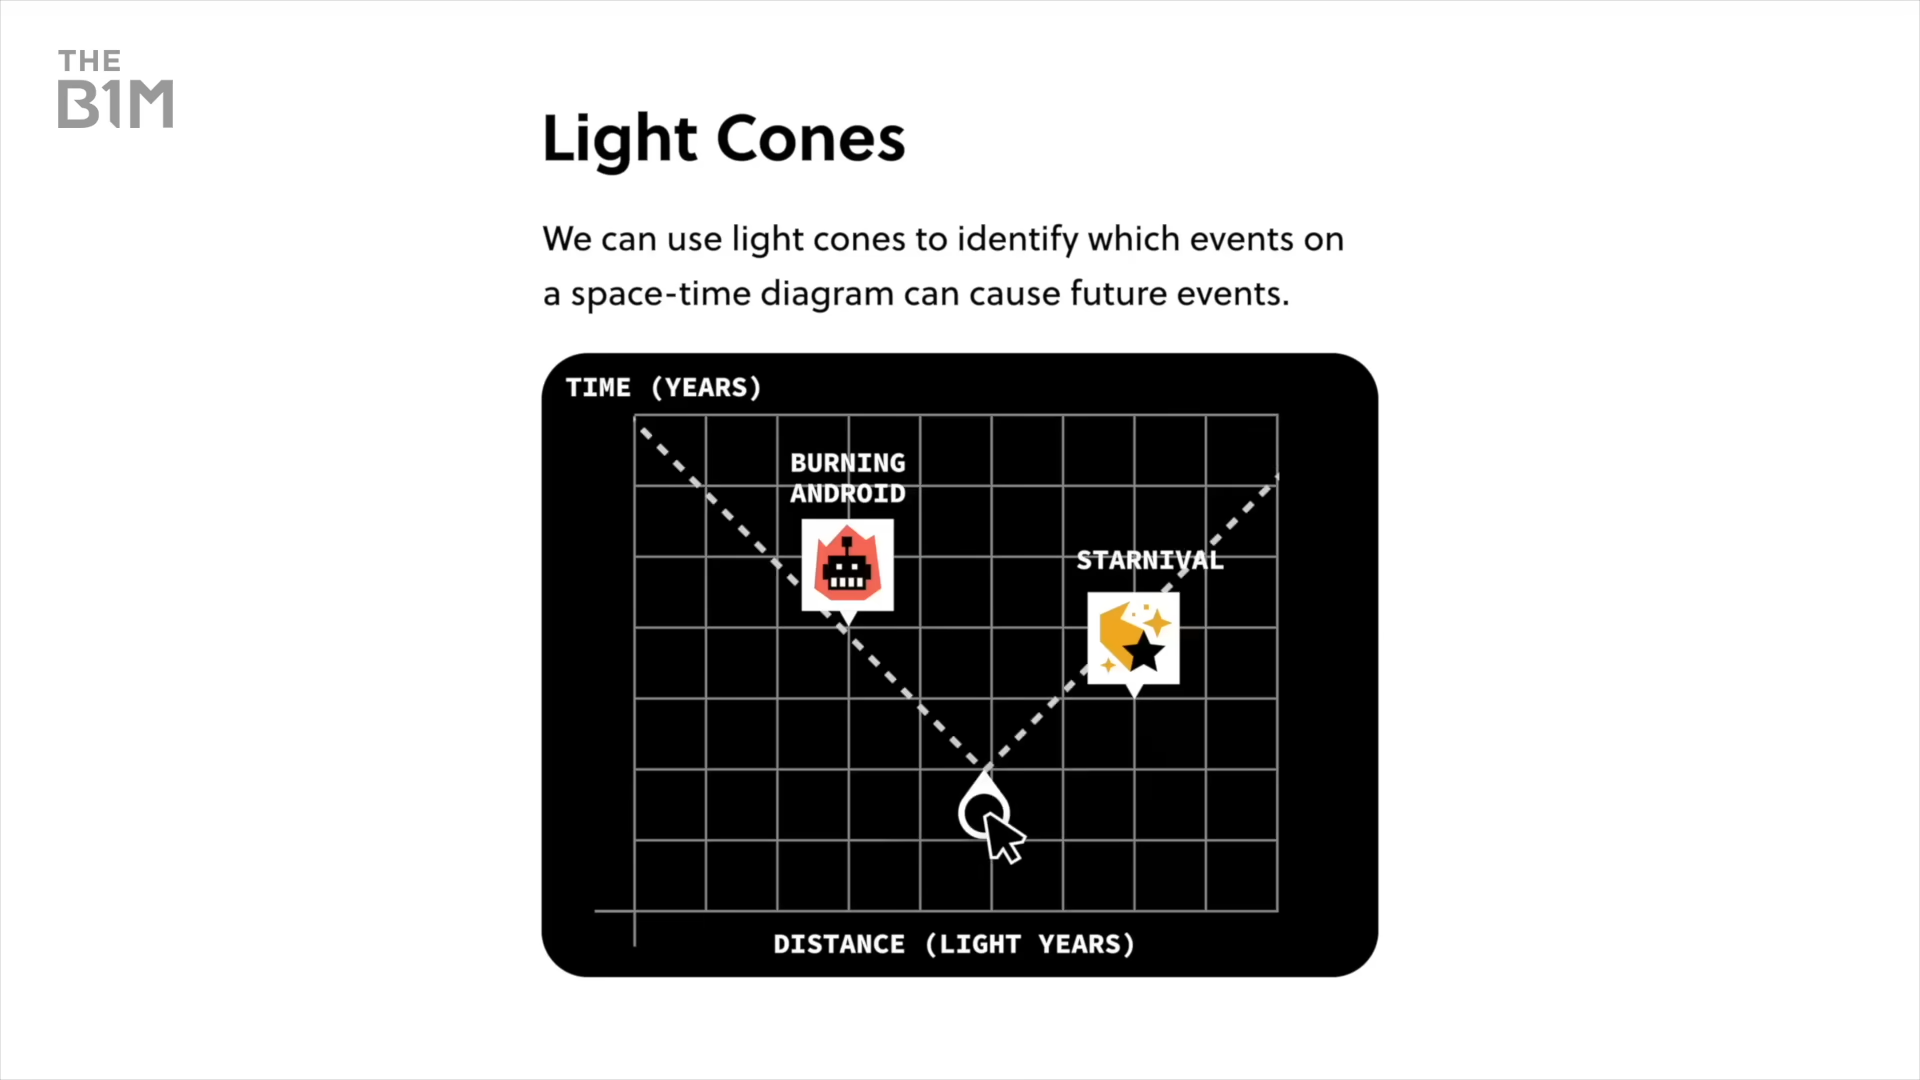 THE
B1M
Light Cones
We can use light cones to identify which events on
a space-time diagram can cause future events.
TIME (YEARS)
BURNING
ANDROID
STARNIVAL
DISTANCE (LIGHT YEARS)